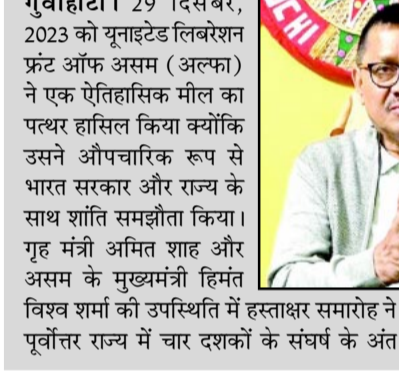 गुवाहाटी। 29 दिसंबर,
2023 को यूनाइटेड लिबरेशन
फ्रंट ऑफ असम (अल्फा)
ने एक ऐतिहासिक मील का
पत्थर हासिल किया क्योंकि
उसने औपचारिक रूप से
भारत सरकार और राज्य के
साथ शांति समझौता किया।
गृह मंत्री अमित शाह और
असम के मुख्यमंत्री हिमंत
विश्व शर्मा की उपस्थिति में हस्ताक्षर समारोह ने
पूर्वोत्तर राज्य में चार दशकों के संघर्ष के अंत